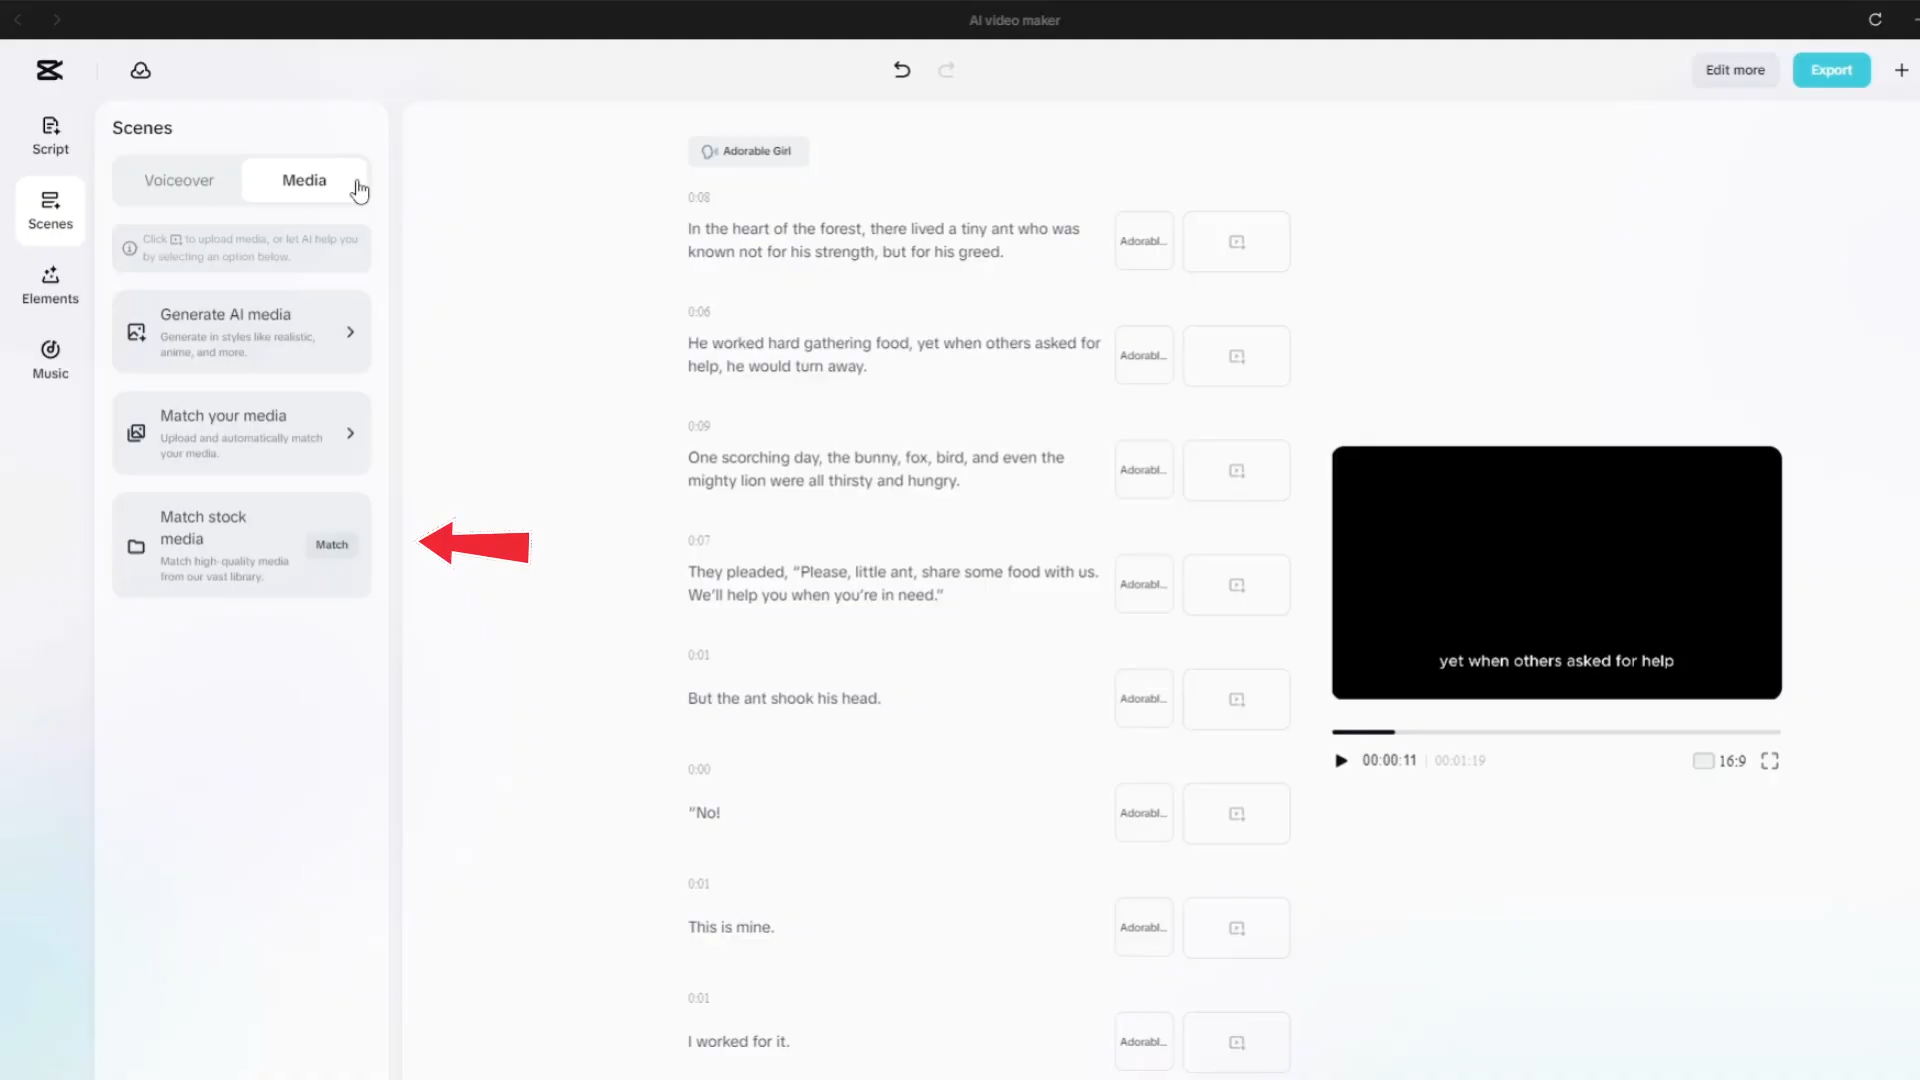 AI video maker
Edit more
Export
Script
Scenes
Elements
Music
Scenes
Voiceover
Media
Click to upload media, or let AI help you
by selecting an option below.
Generate AI media
Generate in styles like realistic,
anime, and more.
Match your media
Upload and automatically match
your media.
Match stock
media
Match high-quality media
from our vast library.
Match
Adorable Girl
0:08
In the heart of the forest, there lived a tiny ant who was
known not for his strength, but for his greed.
Adorabl...
0:06
He worked hard gathering food, yet when others asked for
help, he would turn away.
Adorabl...
0:09
One scorching day, the bunny, fox, bird, and even the
mighty lion were all thirsty and hungry.
Adorabl...
0:07
They pleaded, “Please, little ant, share some food with us.
We’ll help you when you’re in need.”
Adorabl...
0:01
But the ant shook his head.
Adorabl...
0:00
“No!
Adorabl...
0:01
This is mine.
Adorabl...
0:01
I worked for it.
Adorabl...
yet when others asked for help
00:00:11 | 00:01:19
16:9